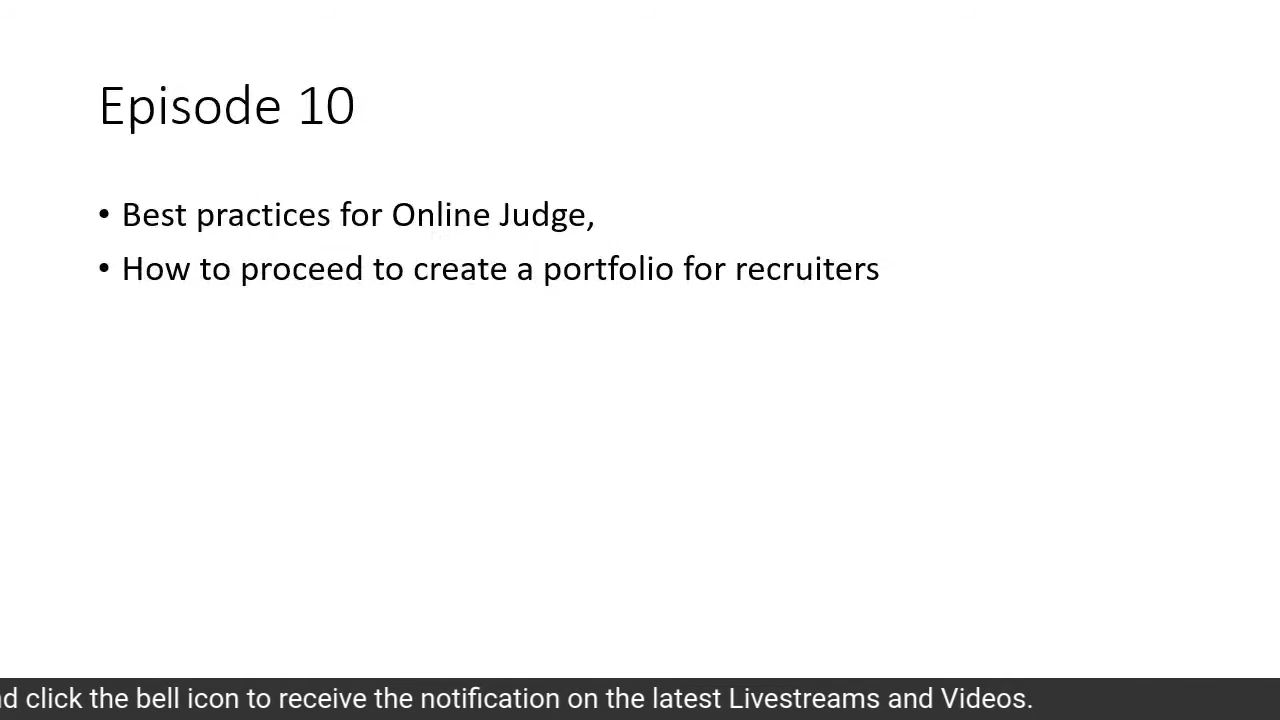 Episode 10
• Best practices for Online Judge,
• How to proceed to create a portfolio for recruiters
click the bell icon to receive the notification on the latest Livestreams and Videos.